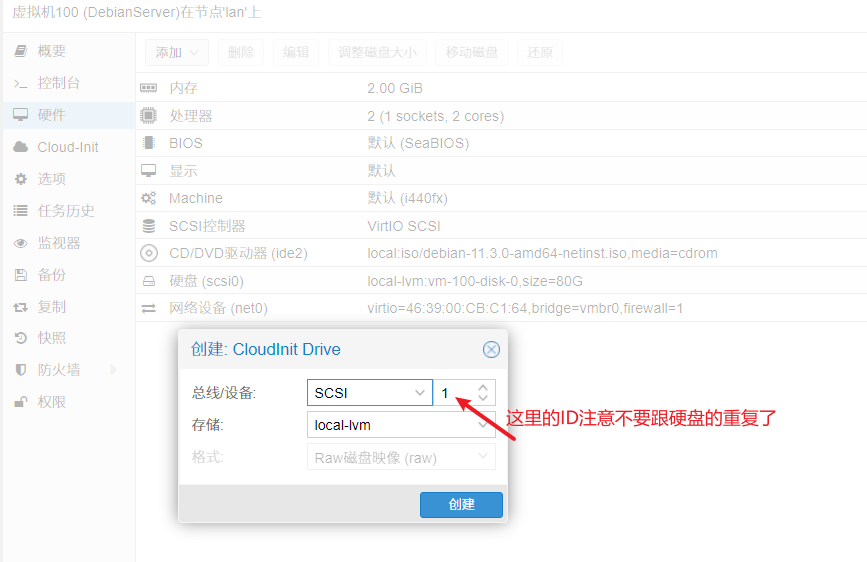 虚拟机100 (DebianServer)在节点'lan'上
概要
控制台
硬件
Cloud-Init
选项
任务历史
监视器
备份
复制
快照
防火墙
权限
添加 删除 编辑 调整磁盘大小 移动磁盘 还原
内存 2.00 GiB
处理器 2 (1 sockets, 2 cores)
BIOS 默认 (SeaBIOS)
显示 默认
Machine 默认 (i440fx)
SCSI控制器 VirtIO SCSI
CD/DVD驱动器 (ide2) local:iso/debian-11.3.0-amd64-netinst.iso,media=cdrom
硬盘 (scsi0) local-lvm:vm-100-disk-0,size=80G
网络设备 (net0) virtio=46:39:00:CB:C1:64,bridge=vmbr0,firewall=1
创建: CloudInit Drive
总线/设备: SCSI 1
存储: local-lvm
格式: Raw磁盘映像 (raw)
创建
这里的ID注意不要跟硬盘的重复了